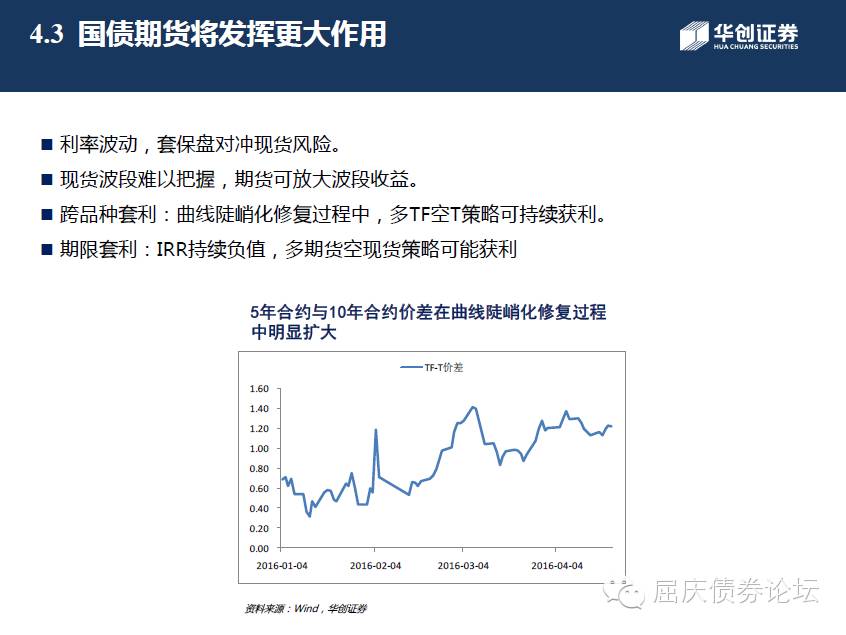 4.3 国债期货将发挥更大作用
华创证券
HUA CHUANG SECURITIES
■ 利率波动，套保盘对冲现货风险。
■ 现货波段难以把握，期货可放大波段收益。
■ 跨品种套利：曲线陡峭化修复过程中，多TF空T策略可持续获利。
■ 期限套利：IRR持续负值，多期货空现货策略可能获利
5年合约与10年合约价差在曲线陡峭化修复过程
中明显扩大
TF-T价差
1.60
1.40
1.20
1.00
0.80
0.60
0.40
0.20
0.00
2016-01-04 2016-02-04 2016-03-04 2016-04-04
资料来源：Wind，华创证券
屈庆债券论坛